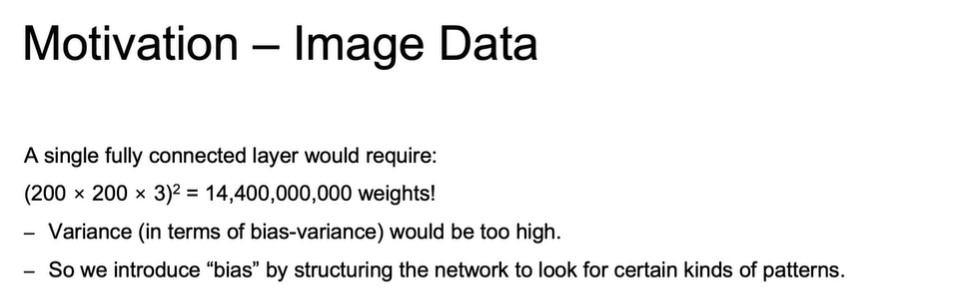 Motivation – Image Data
A single fully connected layer would require:
(200 × 200 × 3)² = 14,400,000,000 weights!
– Variance (in terms of bias-variance) would be too high.
– So we introduce “bias” by structuring the network to look for certain kinds of patterns.